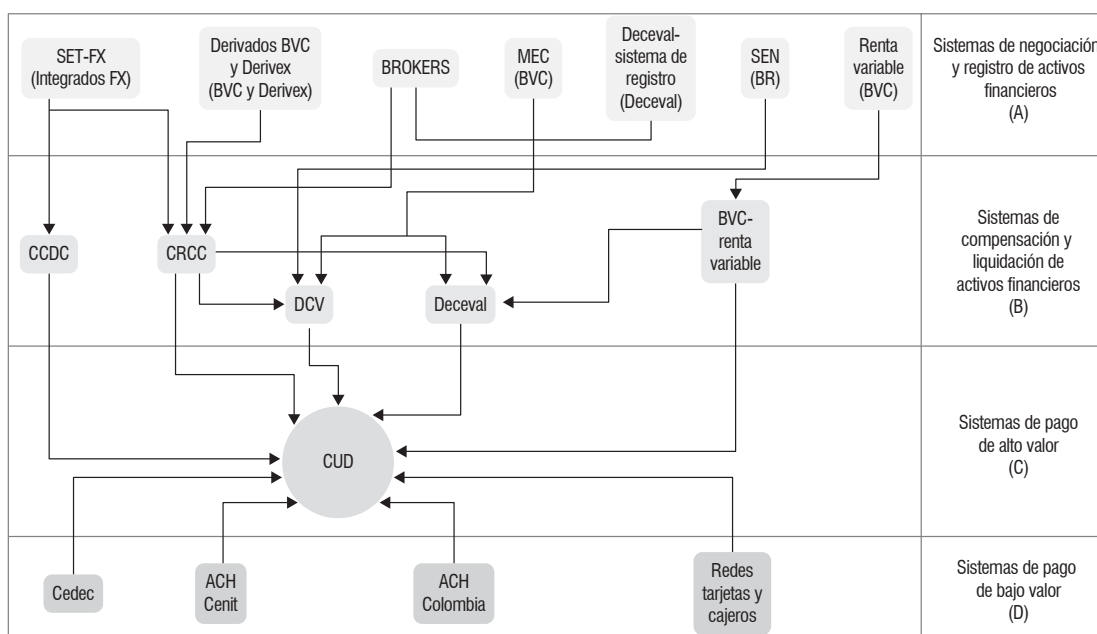 SET-FX
(Integrados FX)
Derivados BVC
y Derivex
(BVC y Derivex)
BROKERS
MEC
(BVC)
Deceval-
sistema de
registro
(Deceval)
SEN
(BR)
Renta
variable
(BVC)
Sistemas de negociación
y registro de activos
financieros
(A)
CCDC
CRCC
DCV
Deceval
BVC-
renta
variable
Sistemas de
compensación y
liquidación de
activos financieros
(B)
CUD
Sistemas de pago
de alto valor
(C)
Cedec
ACH
Cenit
ACH
Colombia
Redes
tarjetas y
cajeros
Sistemas de pago
de bajo valor
(D)